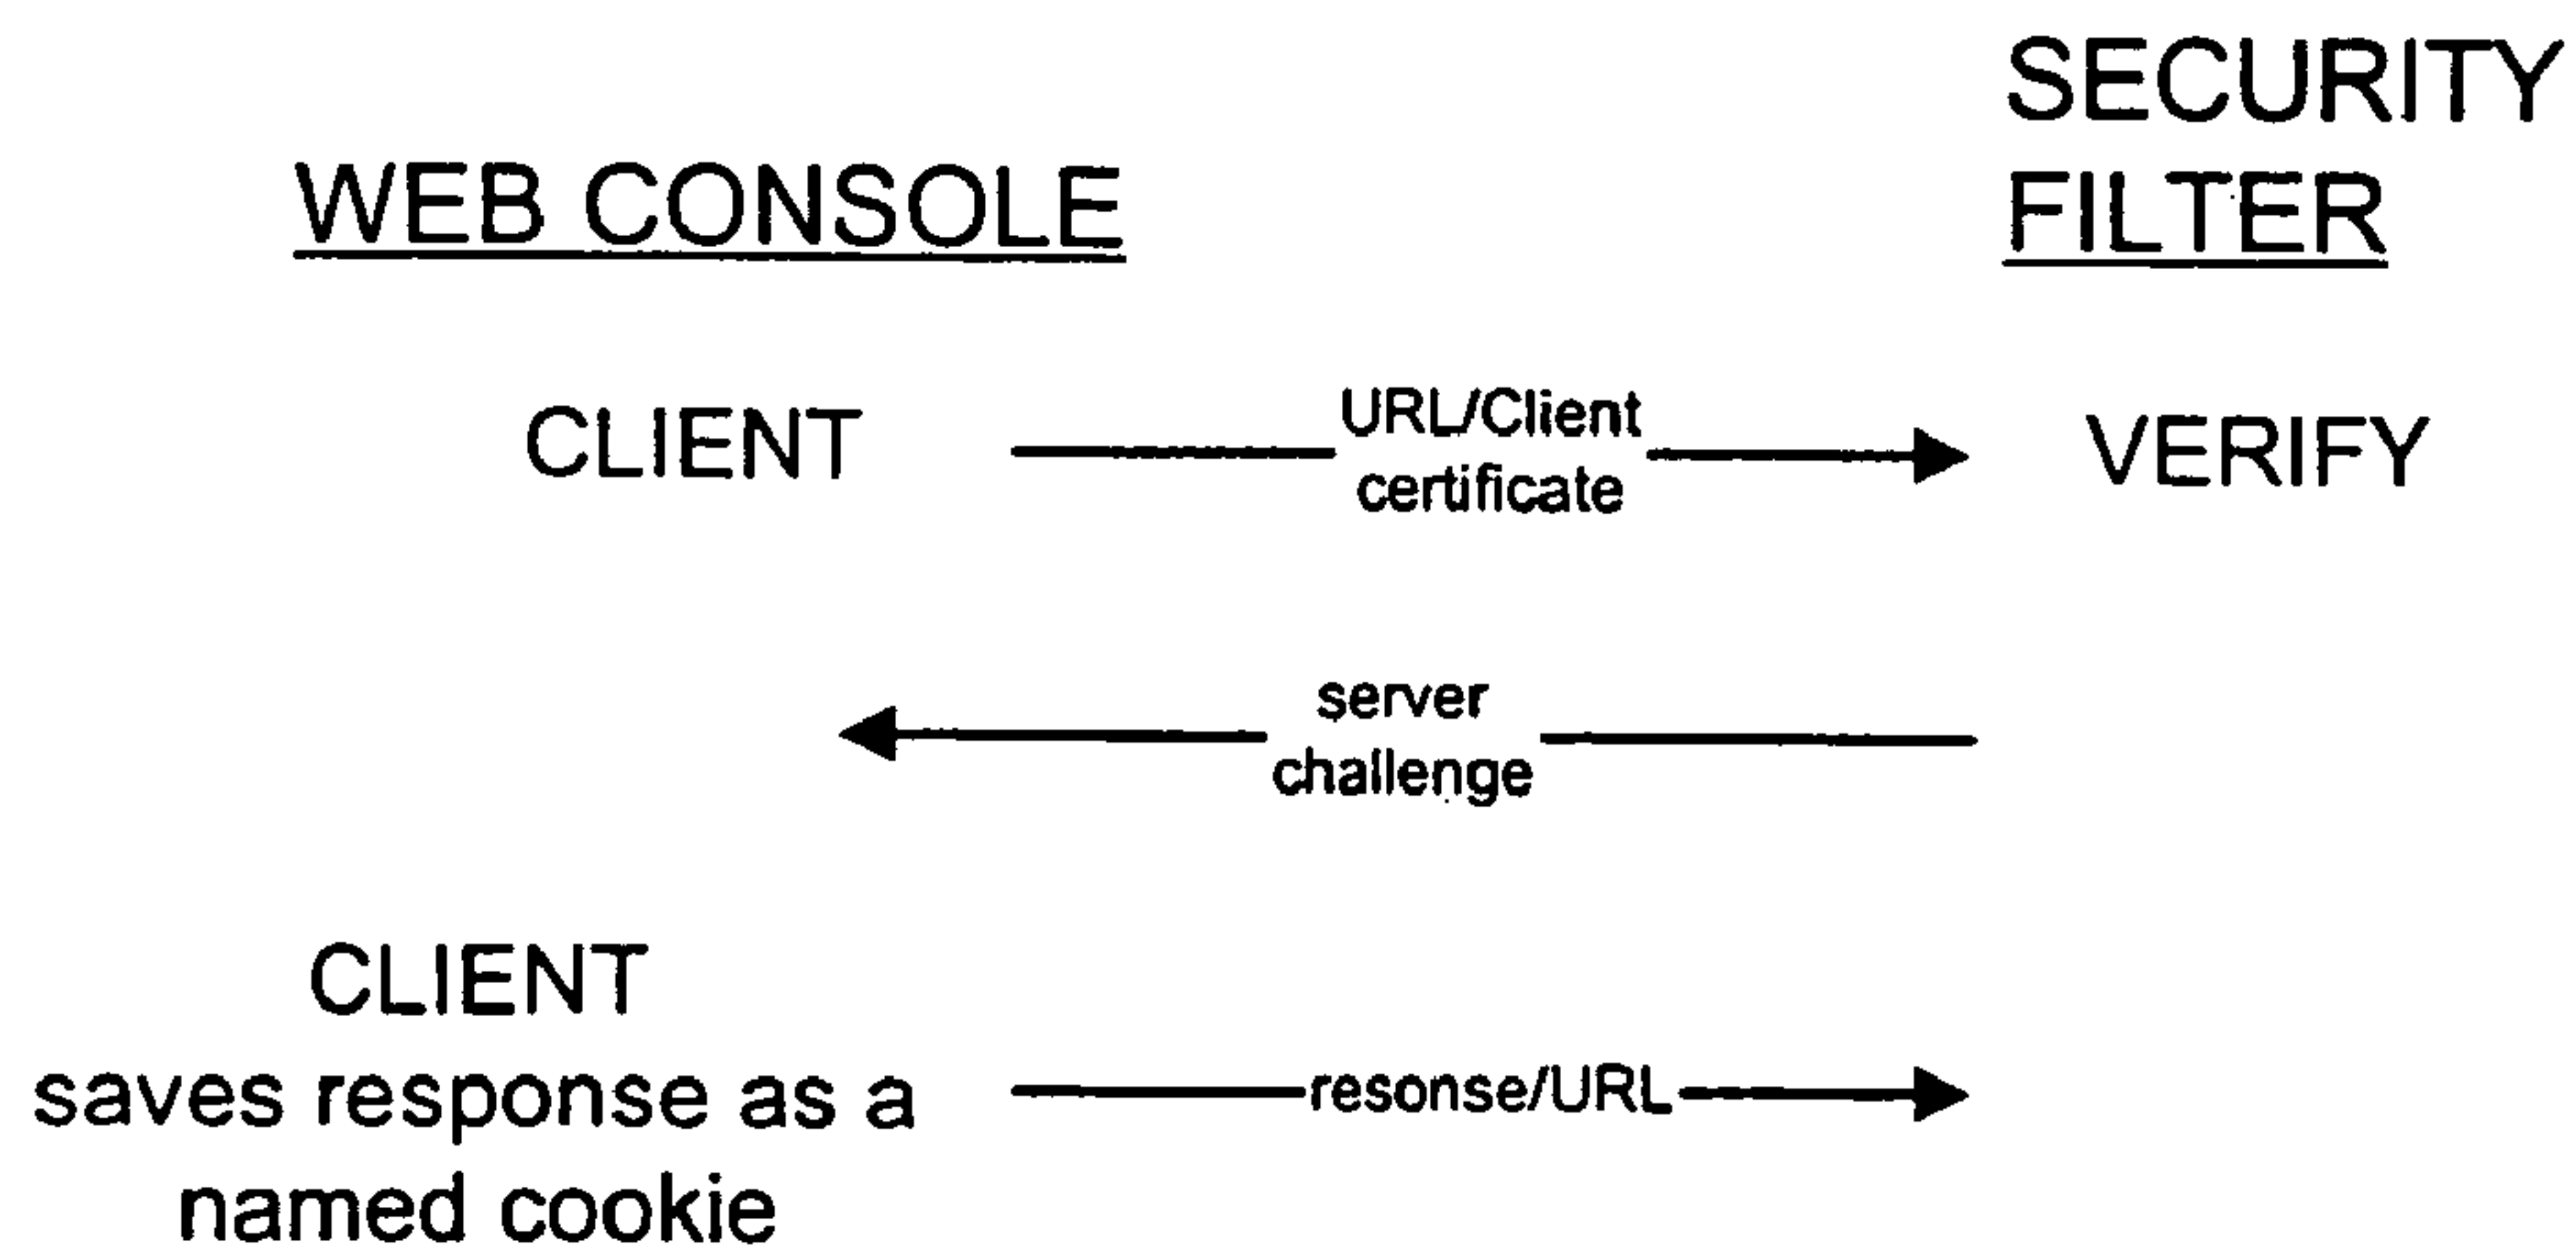 SECURITY
WEB CONSOLE FILTER
CLIENT
URL/Client
certificate
VERIFY
server
challenge
CLIENT
saves response as a
named cookie
resonse/URL